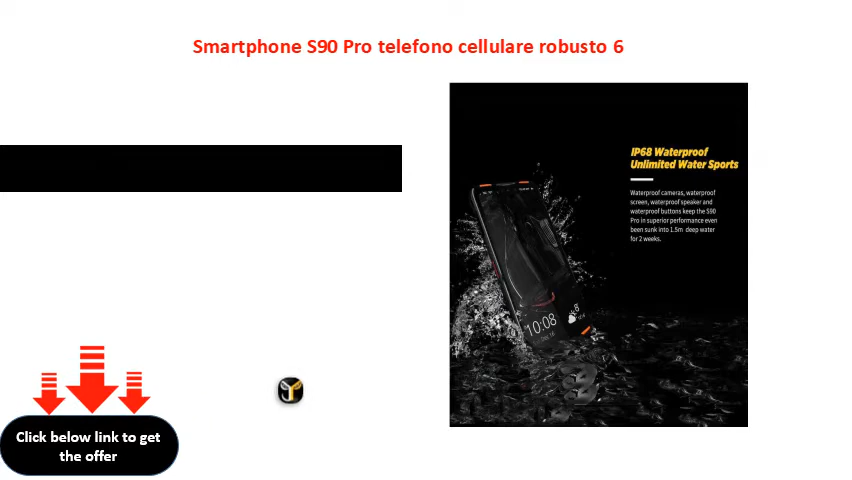 Smartphone S90 Pro telefono cellulare robusto 6
IP68 Waterproof
Unlimited Water Sports
Waterproof cameras, waterproof
screen, waterproof speaker and
waterproof buttons keep the S90
Pro in superior performance even
been sunk into 1.5m deep water
for 2 weeks.
10:08
Click below link to get
the offer